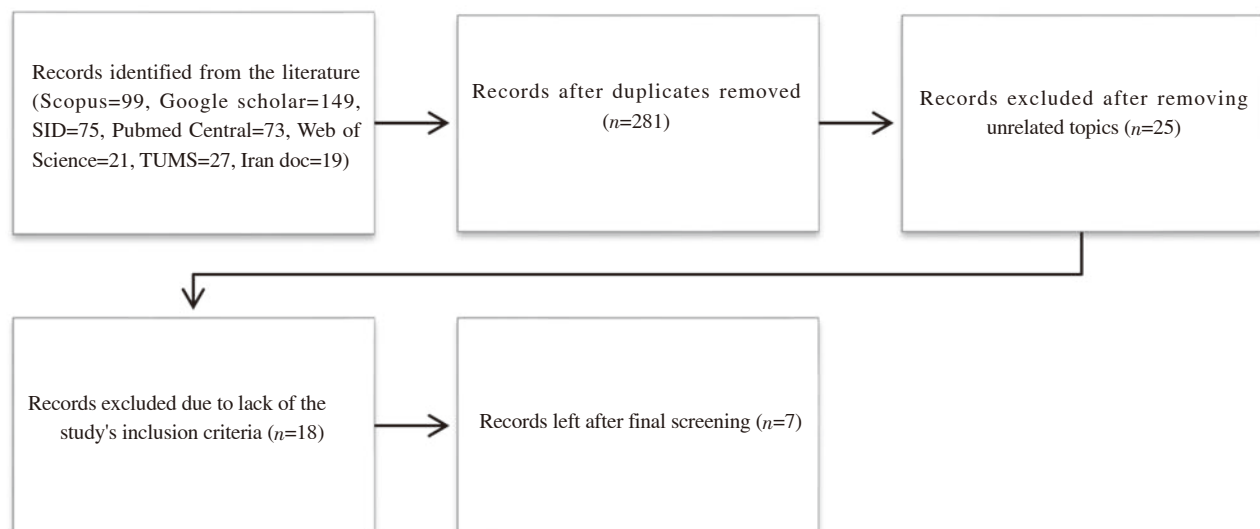 Records identified from the literature
(Scopus=99, Google scholar=149,
SID=75, Pubmed Central=73, Web of
Science=21, TUMS=27, Iran doc=19)
Records after duplicates removed
(n=281)
Records excluded after removing
unrelated topics (n=25)
Records excluded due to lack of the
study's inclusion criteria (n=18)
Records left after final screening (n=7)